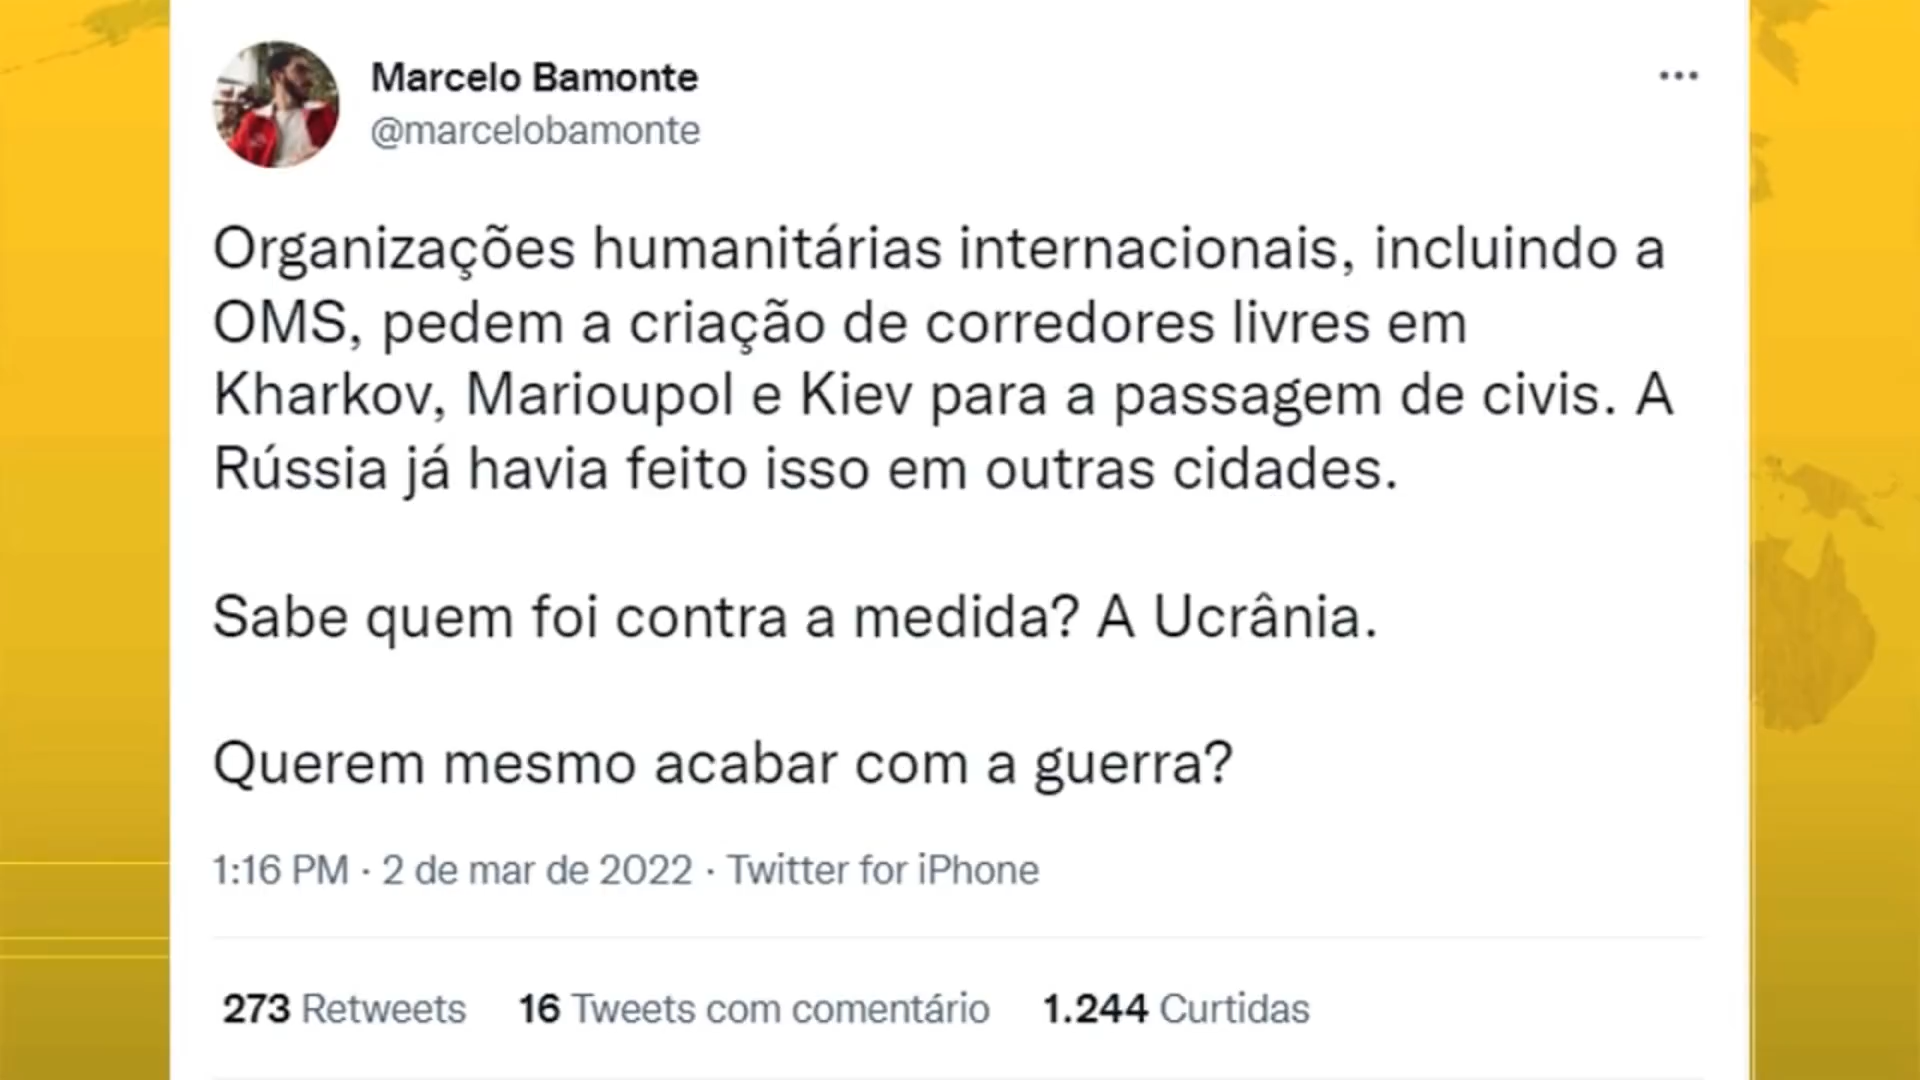 Marcelo Bamonte
@marcelobamonte
Organizações humanitárias internacionais, incluindo a
OMS, pedem a criação de corredores livres em
Kharkov, Marioupol e Kiev para a passagem de civis. A
Rússia já havia feito isso em outras cidades.
Sabe quem foi contra a medida? A Ucrânia.
Querem mesmo acabar com a guerra?
1:16 PM · 2 de mar de 2022 · Twitter for iPhone
273 Retweets 16 Tweets com comentário 1.244 Curtidas